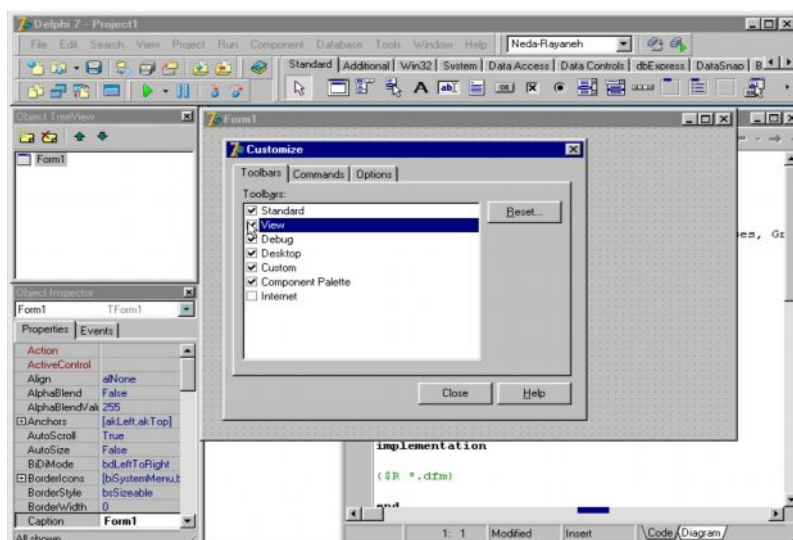 Delphi 7 - Project1
File Edit Search View Project Run Component Database Tools Window Help
Neda-Rayaneh
Standard Additional Win32 System Data Access Data Controls dbExpress DataSnap B
Object TreeView
Form1
Form1
Customize
Toolbars Commands Options
Toolbars:
Standard
View
Debug
Desktop
Custom
Component Palette
Internet
Reset...
Close
Help
ses, Gr
Object Inspector
Form1 TForm1
Properties Events
Action
ActiveControl
Align alNone
AlphaBlend False
AlphaBlendVal 255
Anchors [akLeft,akTop]
AutoScroll True
AutoSize False
BiDiMode bdLeftToRight
BorderIcons [biSystemMenu,b
BorderStyle bsSizeable
BorderWidth 0
Caption Form1
All shown
implementation
{$R *.dfm}
end
1: 1 Modified Insert Code Diagram